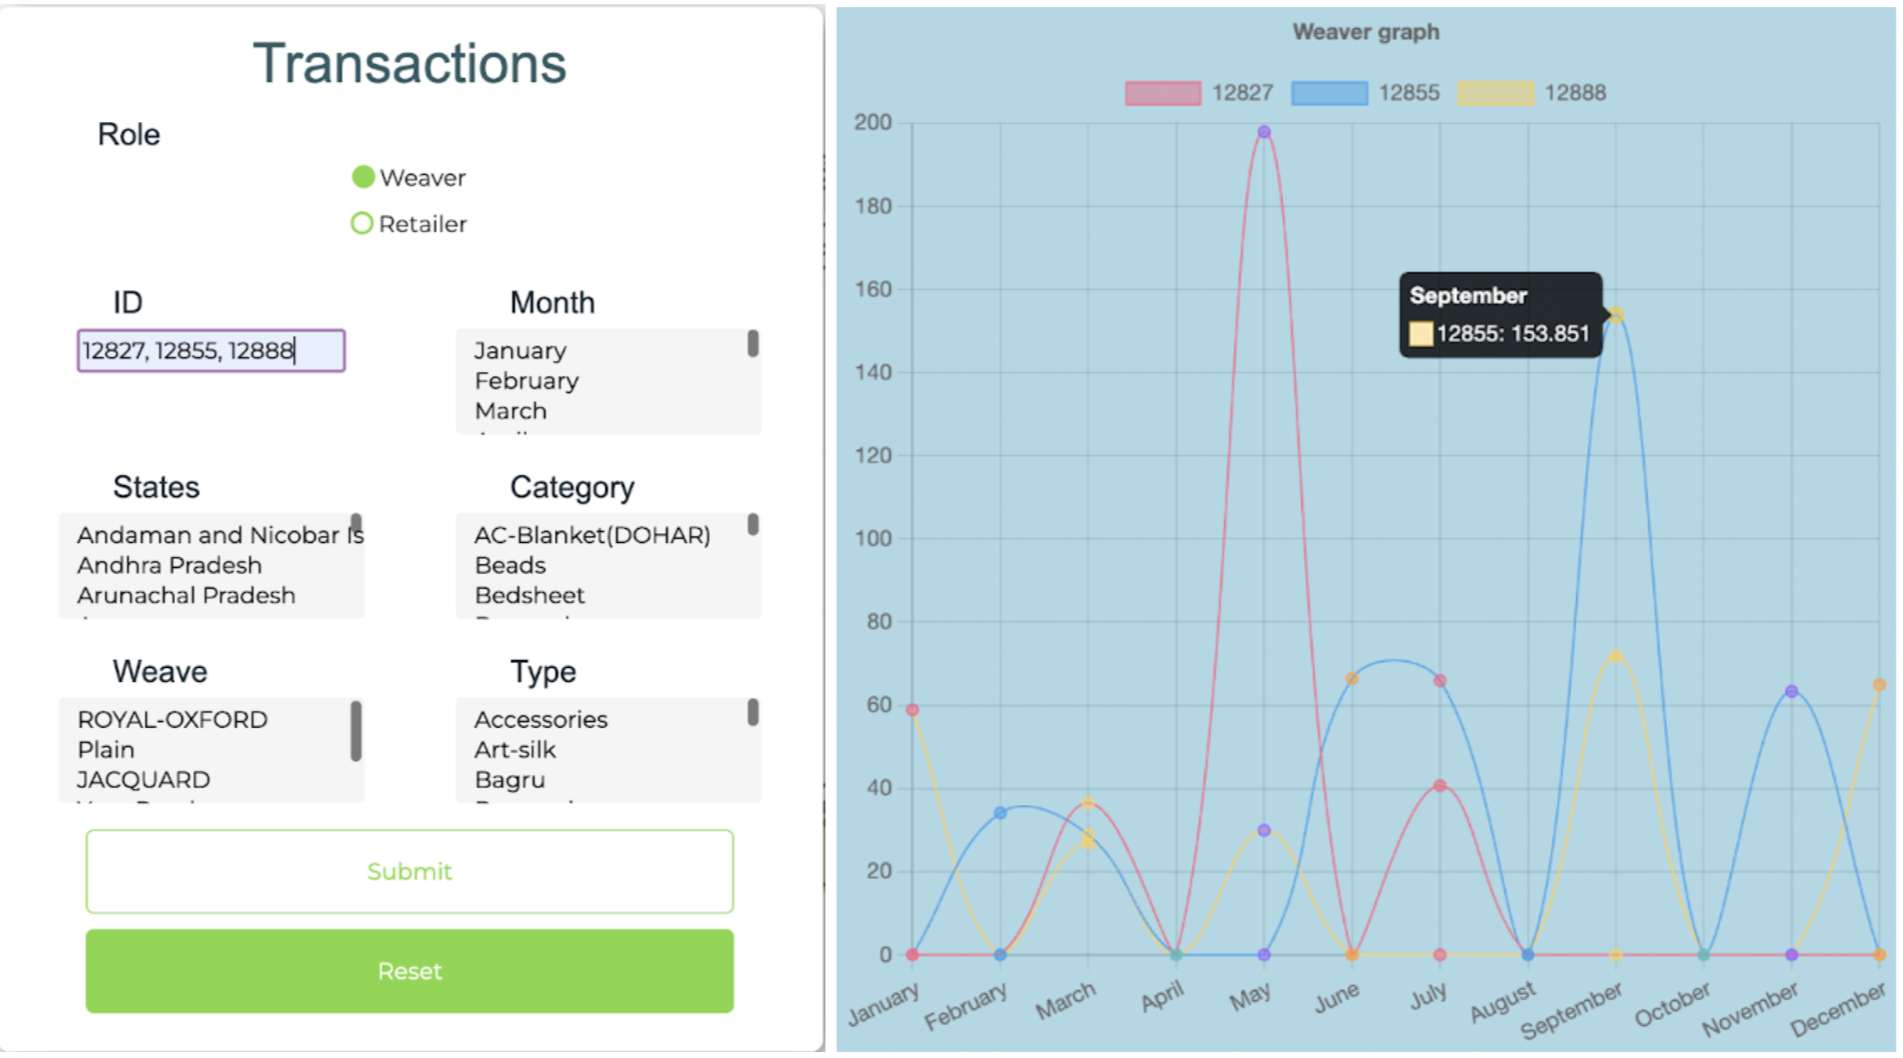 Transactions
Role
Weaver
Retailer
ID
Month
12827, 12855, 12888
January
February
March
States
Category
Andaman and Nicobar Is
Andhra Pradesh
Arunachal Pradesh
AC-Blanket(DOHAR)
Beads
Bedsheet
Weave
Type
ROYAL-OXFORD
Plain
JACQUARD
Accessories
Art-silk
Bagru
Submit
Reset
Weaver graph
12827 12855 12888
200
180
160
140
120
100
80
60
40
20
0
September
12855: 153.851
January February March April May June July August September October November December